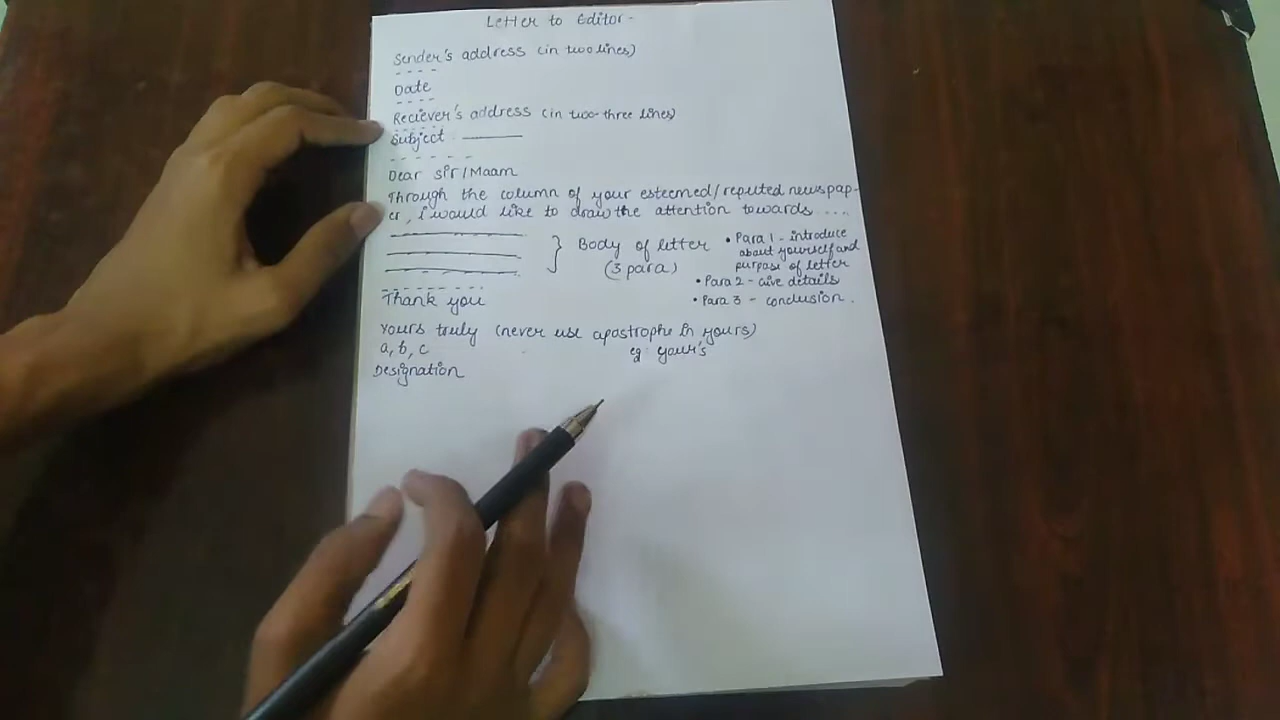 Letter to Editor-
Sender's address (in two lines)
- - - -
Date
- - - -
Reciever's address (in two-three lines)
Subject ______
- - - - - -
Dear Sir/Maam
Through the column of your esteemed/reputed newspap-
er, i would like to draw the attention towards ....
} Body of letter
(3 para)
• Para 1 - introduce
about yourself and
purpose of letter
• Para 2 - Give details
• Para 3 - conclusion.
- - - - - - - -
Thank you
Yours truly (never use apostrophe in yours)
a, b, c eg: your's
Designation